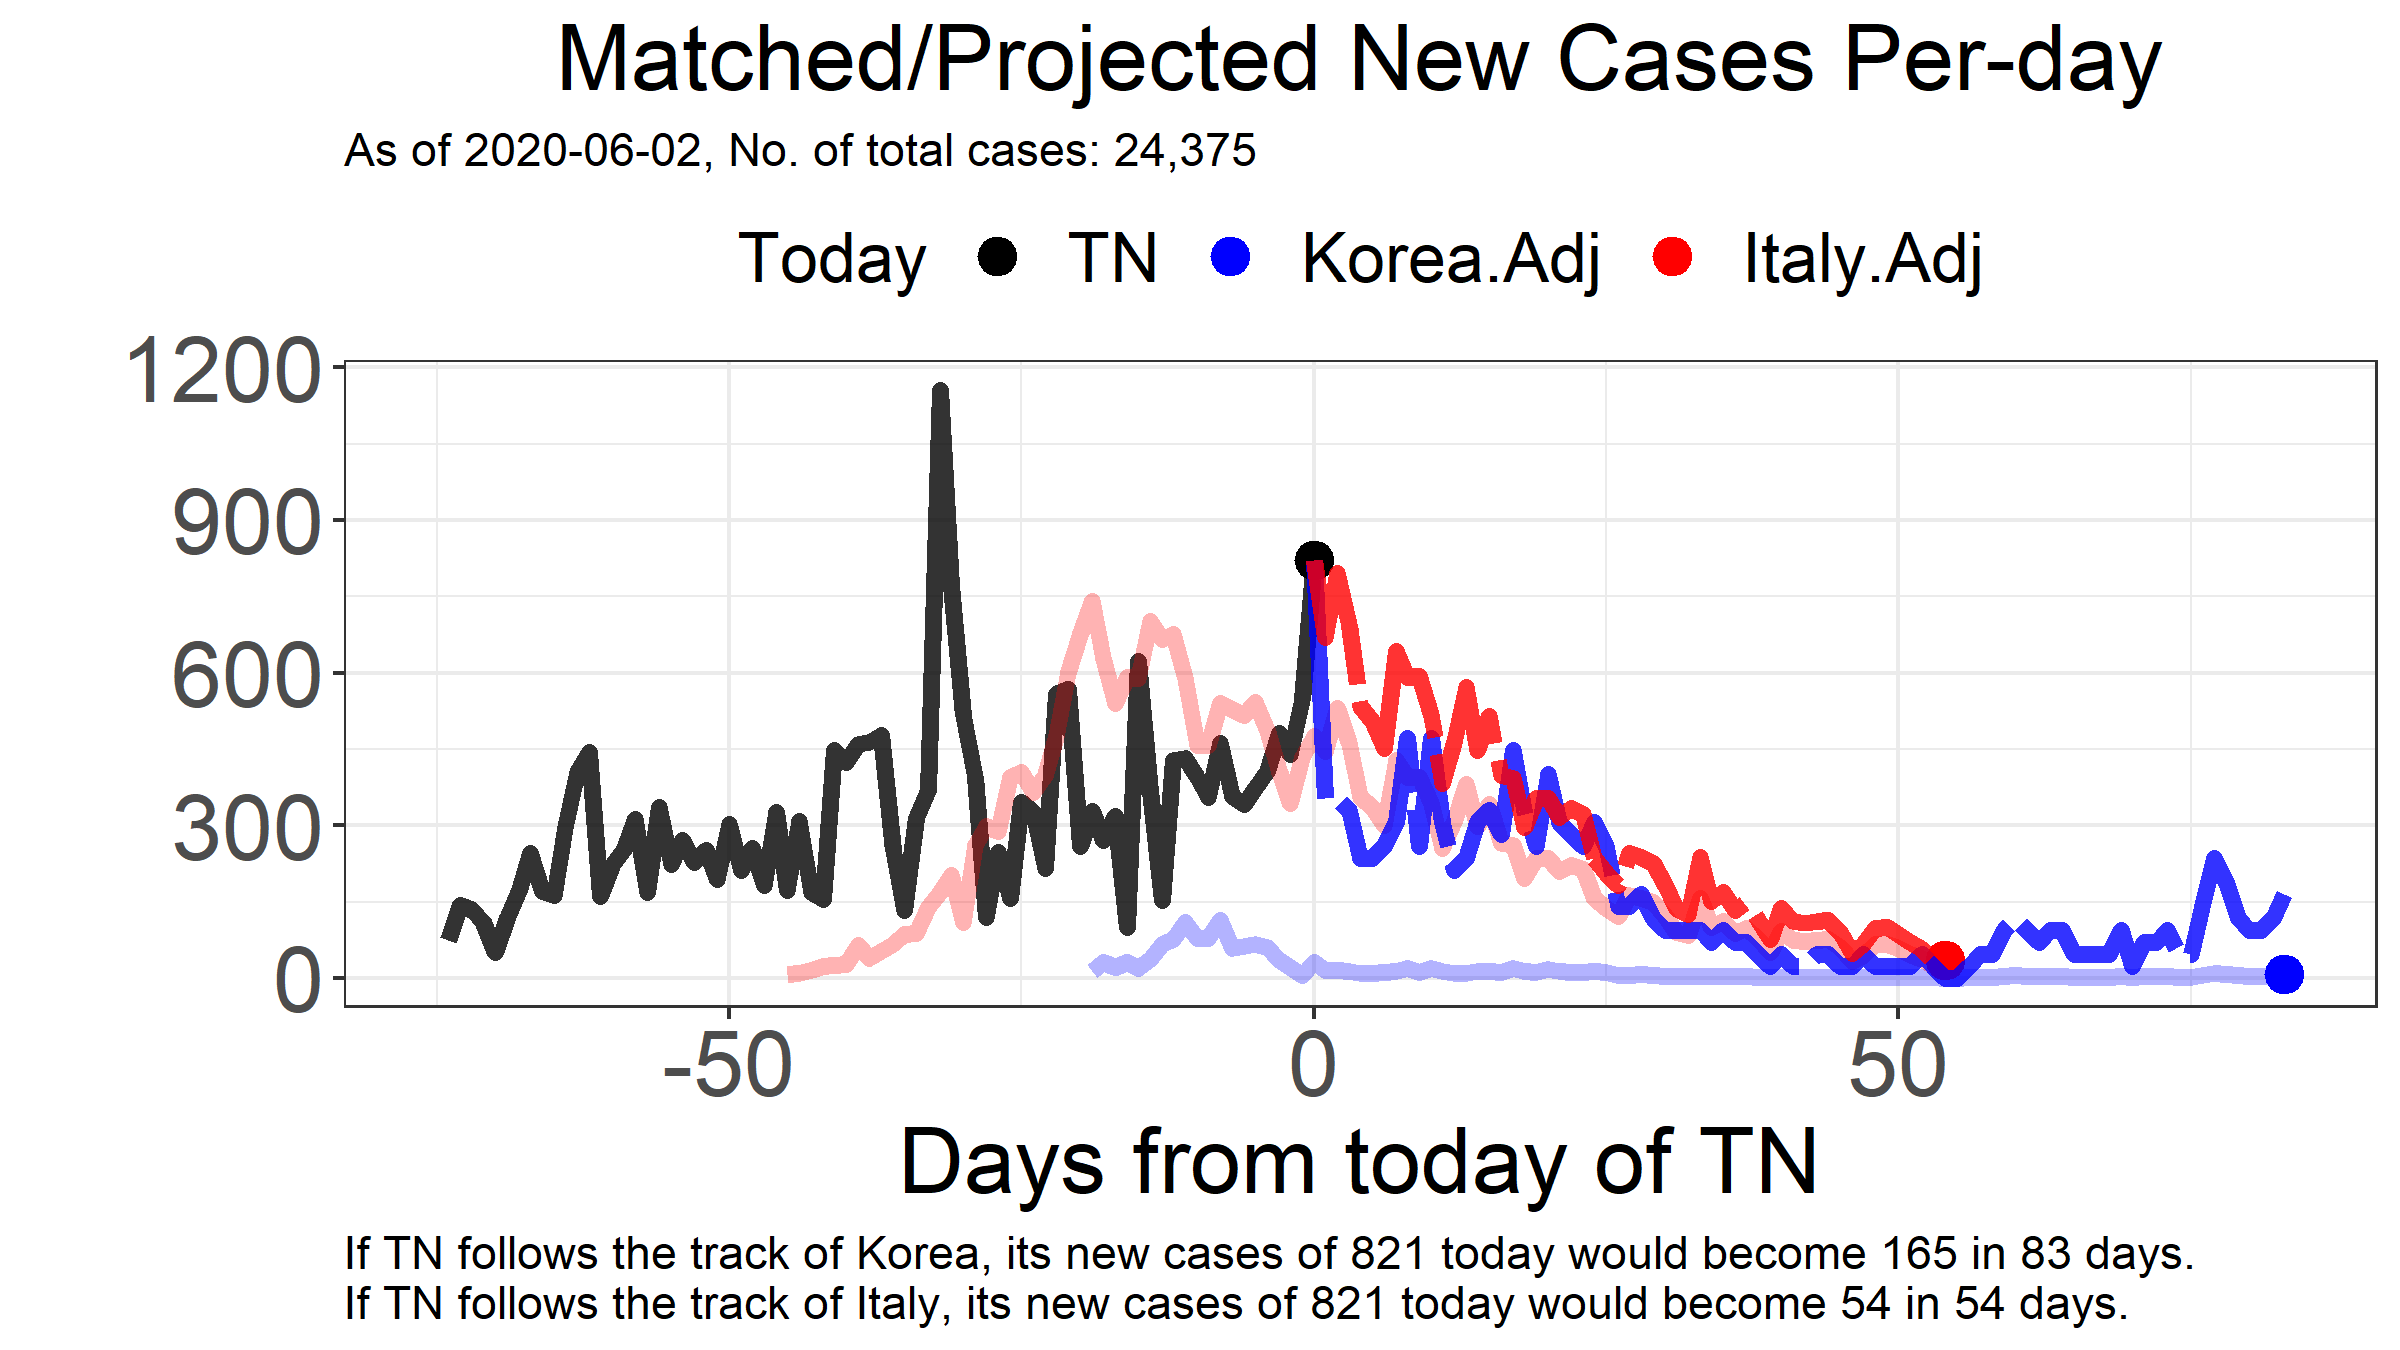 Matched/Projected New Cases Per-day
As of 2020-06-02, No. of total cases: 24,375
Today TN Korea.Adj Italy.Adj
1200
900
600
300
0
-50 0 50
Days from today of TN
If TN follows the track of Korea, its new cases of 821 today would become 165 in 83 days.
If TN follows the track of Italy, its new cases of 821 today would become 54 in 54 days.